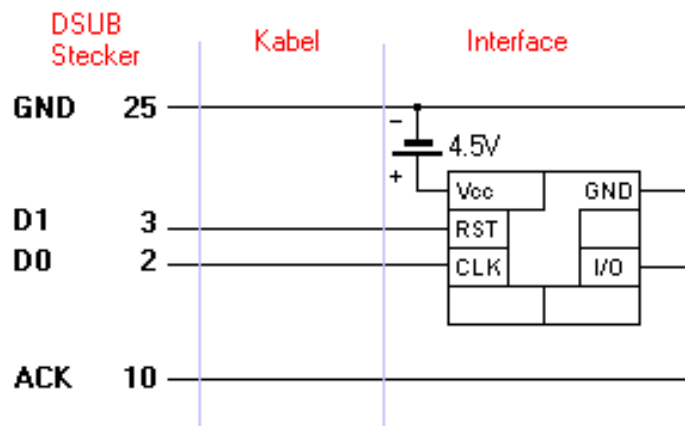 DSUB
Stecker
Kabel
Interface
GND 25
−
4.5V
+
Vcc GND
D1 3
RST
D0 2
CLK I/O
ACK 10